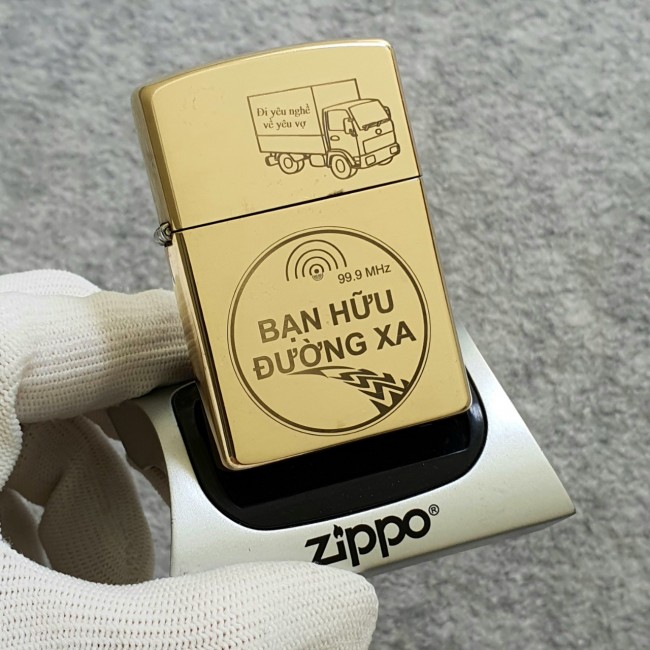 Đi yêu nghề
về yêu vợ
99.9 MHz
BẠN HỮU
ĐƯỜNG XA
zippo®